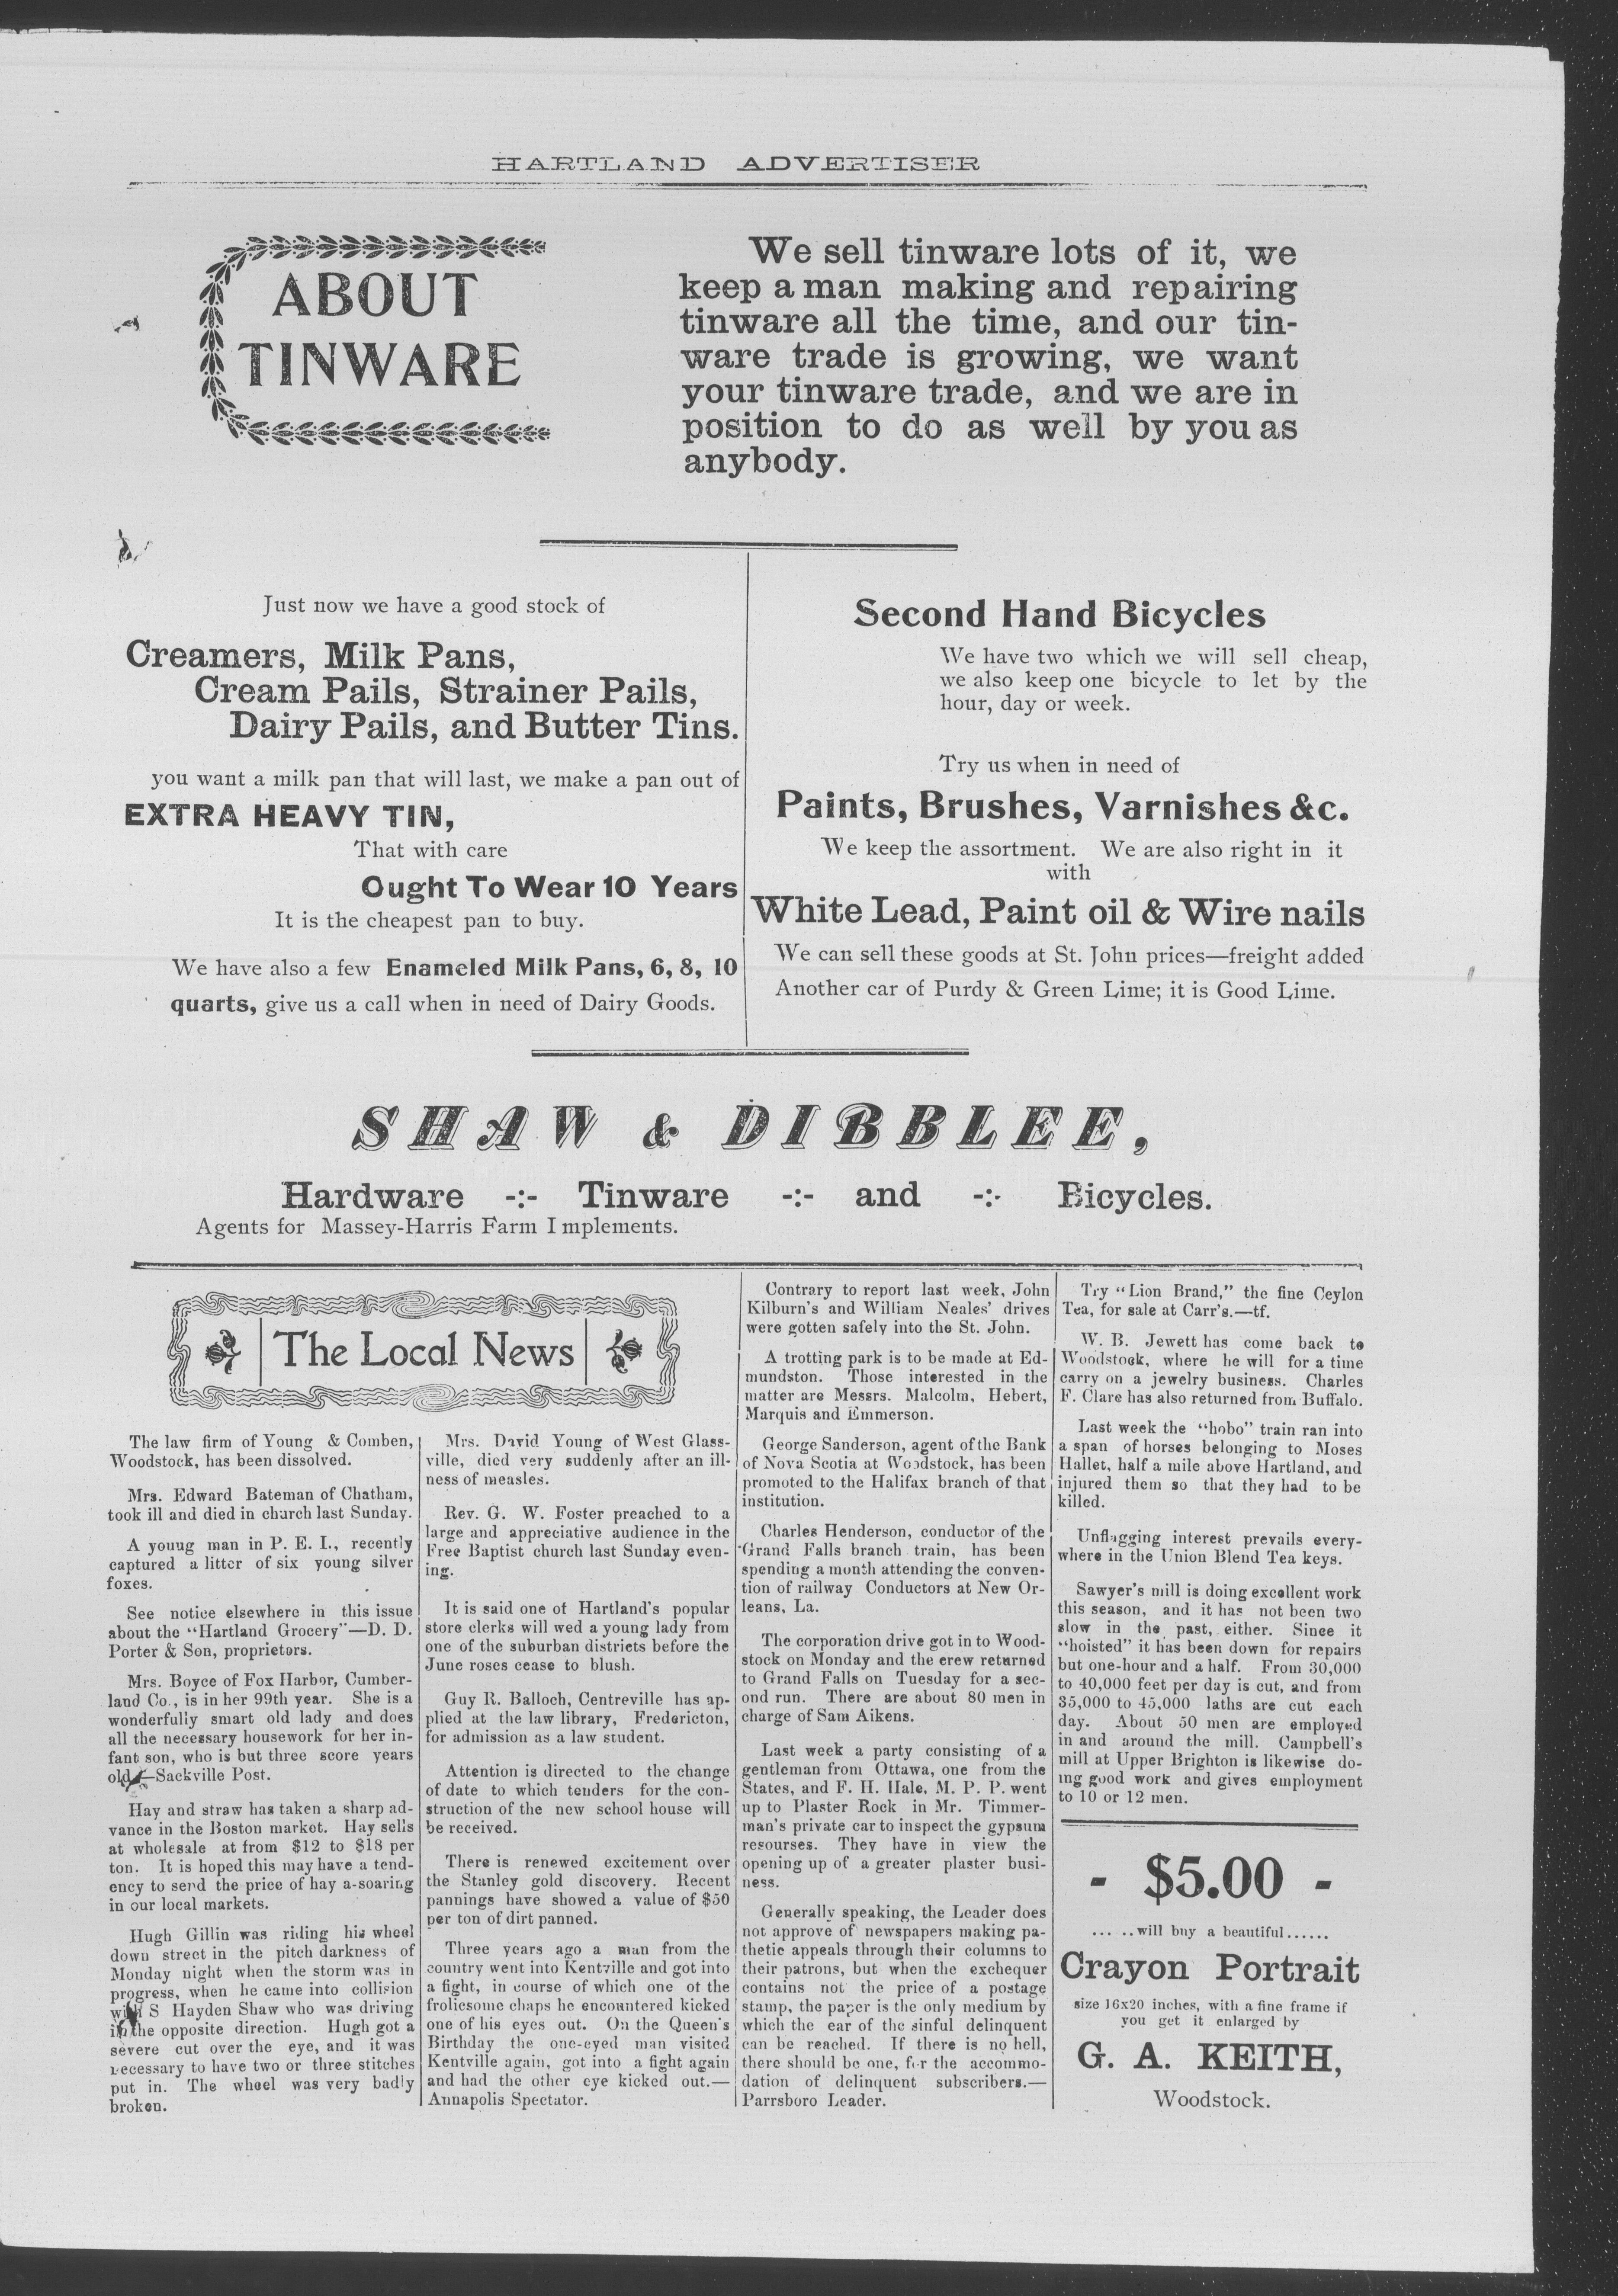 HARTLAND ADVERTISER
ABOUT
TINWARE
We sell tinware lots of it, we
keep a man making and repairing
tinware all the time, and our tin-
ware trade is growing, we want
your tinware trade, and we are in
position to do as well by you as
anybody.
Just now we have a good stock of
Creamers, Milk Pans,
Cream Pails, Strainer Pails,
Dairy Pails, and Butter Tins.
you want a milk pan that will last, we make a pan out of
EXTRA HEAVY TIN,
That with care
Ought To Wear 10 Years
It is the cheapest pan to buy.
We have also a few Enameled Milk Pans, 6, 8, 10
quarts, give us a call when in need of Dairy Goods.
Second Hand Bicycles
We have two which we will sell cheap,
we also keep one bicycle to let by the
hour, day or week.
Try us when in need of
Paints, Brushes, Varnishes &c.
We keep the assortment. We are also right in it
with
White Lead, Paint oil & Wire nails
We can sell these goods at St. John prices—freight added
Another car of Purdy & Green Lime; it is Good Lime.
SHAW & DIBBLEE,
Hardware -:- Tinware -:- and -:- Bicycles.
Agents for Massey-Harris Farm Implements.
The Local News
The law firm of Young & Comben,
Woodstock, has been dissolved.
Mrs. Edward Bateman of Chatham,
took ill and died in church last Sunday.
A youug man in P. E. I., recently
captured a litter of six young silver
foxes.
See notice elsewhere in this issue
about the "Hartland Grocery"—D. D.
Porter & Son, proprietors.
Mrs. Boyce of Fox Harbor, Cumber-
land Co., is in her 99th year. She is a
wonderfully smart old lady and does
all the necessary housework for her in-
fant son, who is but three score years
old.—Sackville Post.
Hay and straw has taken a sharp ad-
vance in the Boston market. Hay sells
at wholesale at from $12 to $18 per
ton. It is hoped this may have a tend-
ency to send the price of hay a-soaring
in our local markets.
Hugh Gillin was riding his wheel
down street in the pitch darkness of
Monday night when the storm was in
progress, when he came into collision
with S Hayden Shaw who was driving
in the opposite direction. Hugh got a
severe cut over the eye, and it was
necessary to have two or three stitches
put in. The wheel was very badly
broken.
Mrs. David Young of West Glass-
ville, died very suddenly after an ill-
ness of measles.
Rev. G. W. Foster preached to a
large and appreciative audience in the
Free Baptist church last Sunday even-
ing.
It is said one of Hartland's popular
store clerks will wed a young lady from
one of the suburban districts before the
June roses cease to blush.
Guy R. Balloch, Centreville has ap-
plied at the law library, Fredericton,
for admission as a law student.
Attention is directed to the change
of date to which tenders for the con-
struction of the new school house will
be received.
There is renewed excitement over
the Stanley gold discovery. Recent
pannings have showed a value of $50
per ton of dirt panned.
Three years ago a man from the
country went into Kentville and got into
a fight, in course of which one ot the
frolicsome chaps he encountered kicked
one of his eyes out. On the Queen's
Birthday the one-eyed man visited
Kentville again, got into a fight again
and had the other eye kicked out.—
Annapolis Spectator.
Contrary to report last week, John
Kilburn's and William Neales' drives
were gotten safely into the St. John.
A trotting park is to be made at Ed-
mundston. Those interested in the
matter are Messrs. Malcolm, Hebert,
Marquis and Emmerson.
George Sanderson, agent of the Bank
of Nova Scotia at Woodstock, has been
promoted to the Halifax branch of that
institution.
Charles Henderson, conductor of the
Grand Falls branch train, has been
spending a month attending the conven-
tion of railway Conductors at New Or-
leans, La.
The corporation drive got in to Wood-
stock on Monday and the crew returned
to Grand Falls on Tuesday for a sec-
ond run. There are about 80 men in
charge of Sam Aikens.
Last week a party consisting of a
gentleman from Ottawa, one from the
States, and F. H. Hale, M. P. P. went
up to Plaster Rock in Mr. Timmer-
man's private car to inspect the gypsum
resourses. They have in view the
opening up of a greater plaster busi-
ness.
Generally speaking, the Leader does
not approve of newspapers making pa-
thetic appeals through their columns to
their patrons, but when the exchequer
contains not the price of a postage
stamp, the paper is the only medium by
which the ear of the sinful delinquent
can be reached. If there is no hell,
there should be one, for the accommo-
dation of delinquent subscribers.—
Parrsboro Leader.
Try "Lion Brand," the fine Ceylon
Tea, for sale at Carr's.—tf.
W. B. Jewett has come back to
Woodstock, where he will for a time
carry on a jewelry business. Charles
F. Clare has also returned from Buffalo.
Last week the "hobo" train ran into
a span of horses belonging to Moses
Hallet, half a mile above Hartland, and
injured them so that they had to be
killed.
Unflagging interest prevails every-
where in the Union Blend Tea keys.
Sawyer's mill is doing excellent work
this season, and it has not been two
slow in the past, either. Since it
"hoisted" it has been down for repairs
but one-hour and a half. From 30,000
to 40,000 feet per day is cut, and from
35,000 to 45,000 laths are cut each
day. About 50 men are employed
in and around the mill. Campbell's
mill at Upper Brighton is likewise do-
ing good work and gives employment
to 10 or 12 men.
- $5.00 -
... ..will buy a beautiful......
Crayon Portrait
size 16x20 inches, with a fine frame if
you get it enlarged by
G. A. KEITH,
Woodstock.